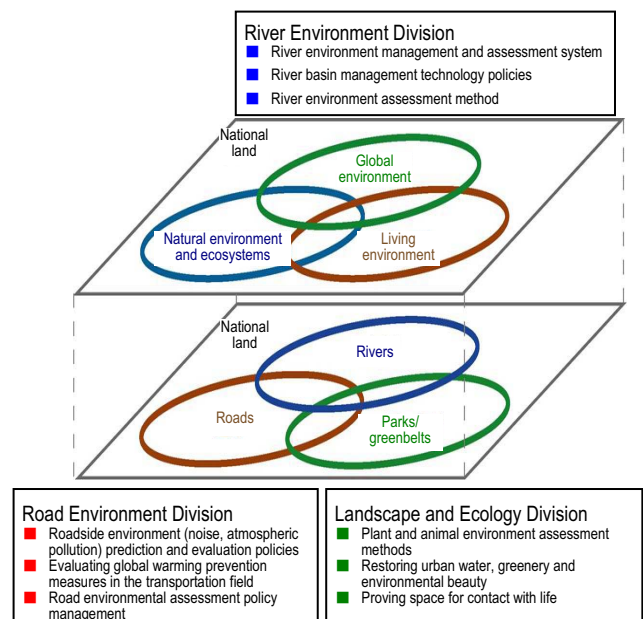 River Environment Division
River environment management and assessment system
River basin management technology policies
River environment assessment method
National
land
Global
environment
Natural environment
and ecosystems
Living
environment
National
land
Rivers
Roads
Parks/
greenbelts
Road Environment Division
Roadside environment (noise, atmospheric
pollution) prediction and evaluation policies
Evaluating global warming prevention
measures in the transportation field
Road environmental assessment policy
management
Landscape and Ecology Division
Plant and animal environment assessment
methods
Restoring urban water, greenery and
environmental beauty
Proving space for contact with life